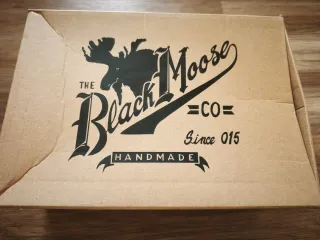 THE
Black Moose
CO
Since 015
HANDMADE